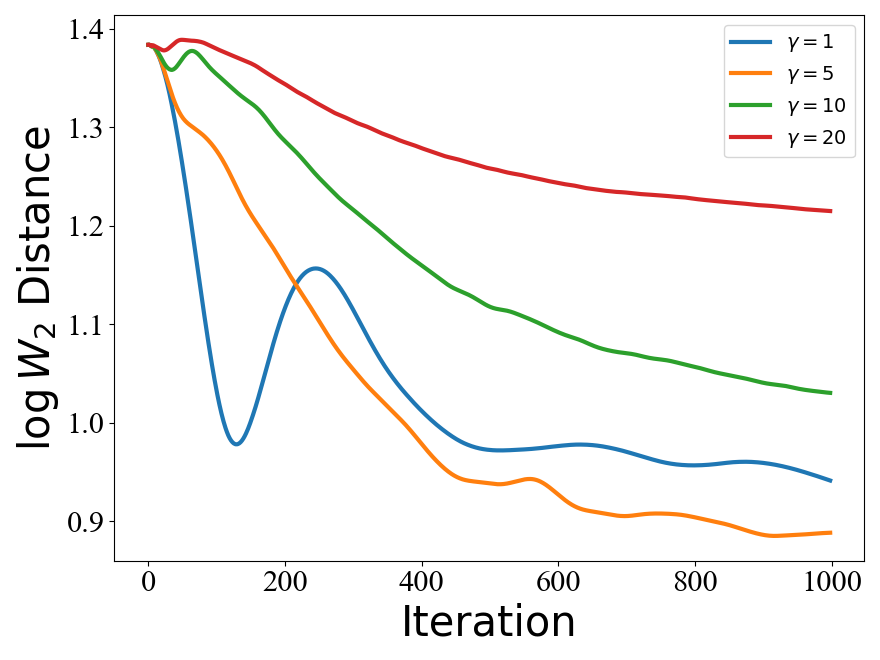 1.4
1.3
1.2
1.1
1.0
0.9
log W₂ Distance
0 200 400 600 800 1000
Iteration
γ = 1
γ = 5
γ = 10
γ = 20